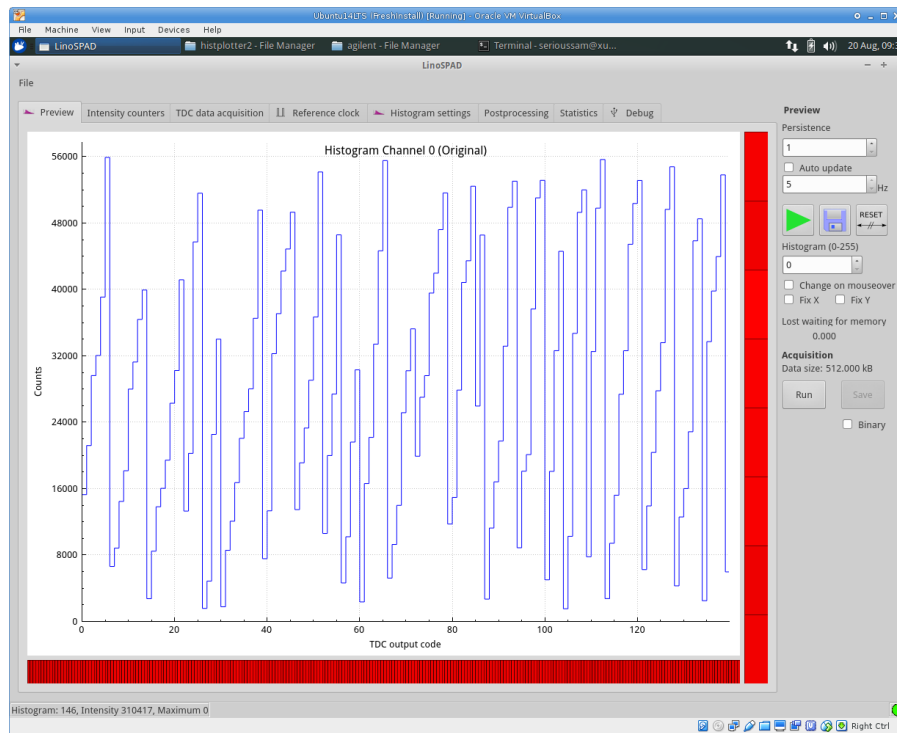 Ubuntu14LTS (Freshinstall) [Running] - Oracle VM VirtualBox
File Machine View Input Devices Help
LinoSPAD histplotter2 - File Manager agilent - File Manager Terminal - serioussam@xu... 20 Aug, 09:
LinoSPAD
File
Preview Intensity counters TDC data acquisition Reference clock Histogram settings Postprocessing Statistics Debug
Histogram Channel 0 (Original)
56000
48000
40000
32000
24000
16000
8000
0
Counts
0 20 40 60 80 100 120
TDC output code
Preview
Persistence
1
Auto update
5 Hz
RESET
Histogram (0-255)
0
Change on mouseover
Fix X Fix Y
Lost waiting for memory
0.000
Acquisition
Data size: 512.000 kB
Run Save
Binary
Histogram: 146, Intensity 310417, Maximum 0
Right Ctrl